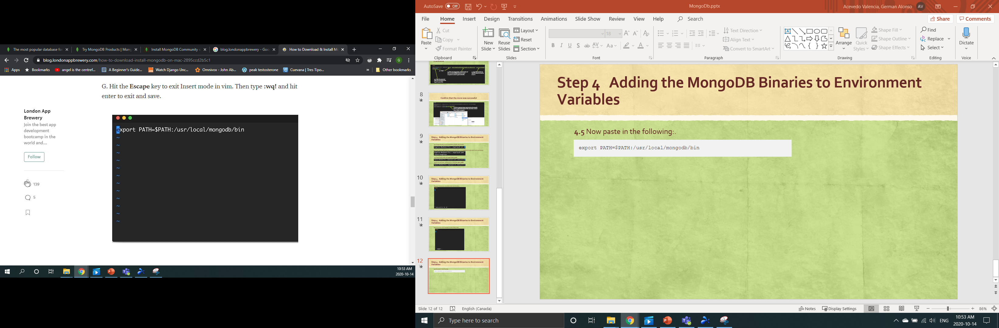 The most popular database for
Try MongoDB Products | Mong
Install MongoDB Community
blog.londonappbrewery - Goo
How to Download & Install M
blog.londonappbrewery.com/how-to-download-install-mongodb-on-mac-2895ccd2b5c1
G
Apps
Bookmarks
angel is the centref...
A Beginner's Guide...
Watch Django Unc...
Omnivox - John Ab...
peak testosterone
Cuevana | Tres Tipo...
»
Other bookmarks
G. Hit the Escape key to exit Insert mode in vim. Then type :wq! and hit
enter to exit and save.
London App
Brewery
Join the best app
development
bootcamp in the
world and...
Follow
139
5
export PATH=$PATH:/usr/local/mongodb/bin
~
~
~
~
~
~
~
~
~
~
~
~
10:53 AM
2020-10-14
AutoSave Off
MongoDb.pptx
Acevedo Valencia, German Alonso AV
File Home Insert Design Transitions Animations Slide Show Review View Help Search
Share Comments
Paste
Cut
Copy
Format Painter
Clipboard
New
Slide
Reuse
Slides
Layout
Reset
Section
Slides
18
B I U S ab AV Aa A
Font
Text Direction
Align Text
Convert to SmartArt
Paragraph
Arrange
Quick
Styles
Shape Fill
Shape Outline
Shape Effects
Drawing
Find
Replace
Select
Editing
Dictate
Voice
8
Confirm that the move was successful
9
Step 4 Adding the MongoDB Binaries to Environment
Variables
10
Step 4 Adding the MongoDB Binaries to Environment
Variables
11
Step 4 Adding the MongoDB Binaries to Environment
Variables
12
Step 4 Adding the MongoDB Binaries to Environment
Variables
Step 4 Adding the MongoDB Binaries to Environment
Variables
4.5 Now paste in the following:.
export PATH=$PATH:/usr/local/mongodb/bin
Slide 12 of 12
English (Canada)
Notes
Display Settings
86%
Type here to search
ENG
10:53 AM
2020-10-14